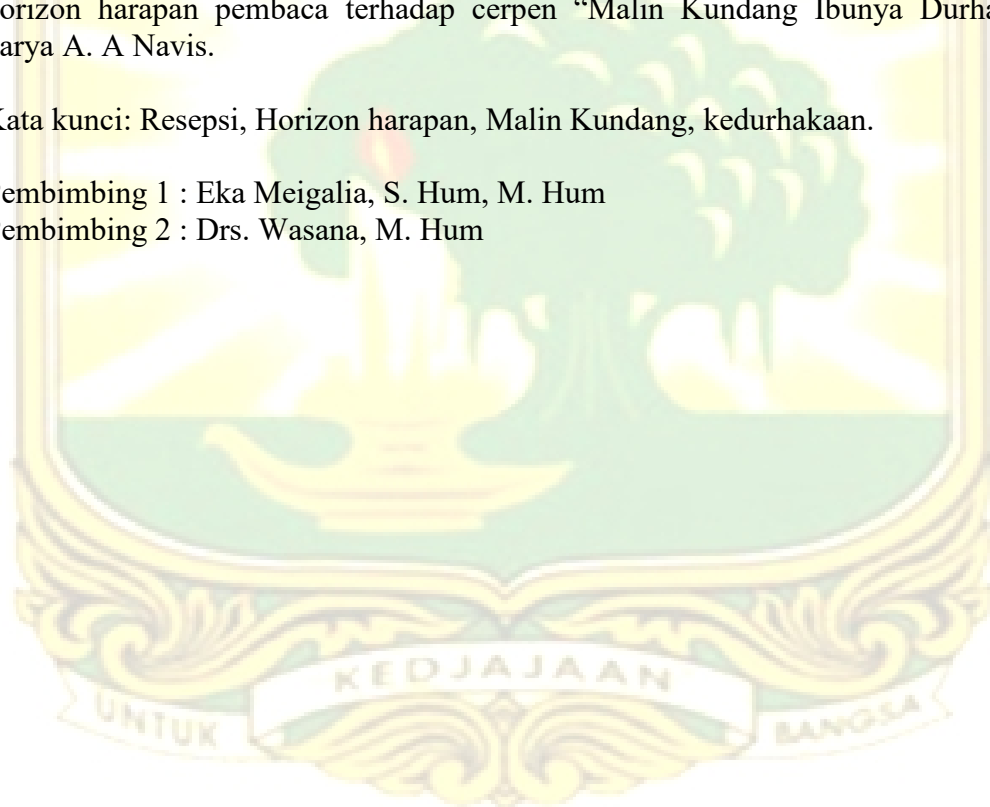 orizon harapan pembaca terhadap cerpen “Malin Kundang Ibunya Durha
arya A. A Navis.
Kata kunci: Resepsi, Horizon harapan, Malin Kundang, kedurhakaan.
embimbing 1 : Eka Meigalia, S. Hum, M. Hum
embimbing 2 : Drs. Wasana, M. Hum
KEDJAJAAN
UNTUK BANGSA